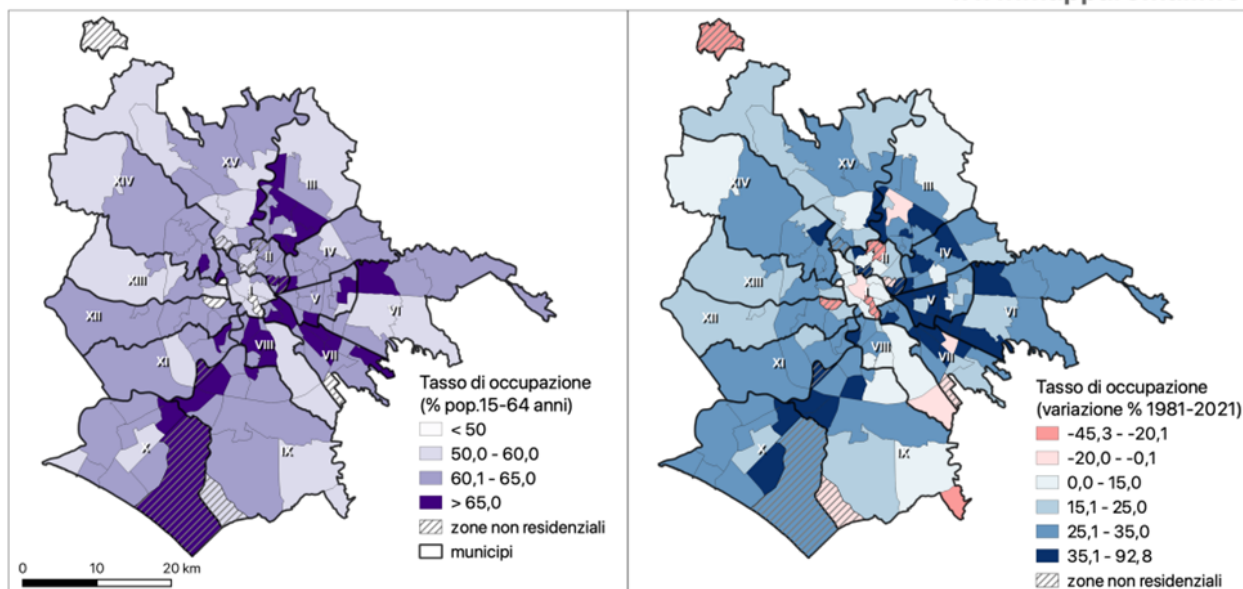 XV
III
XIV
II
IV
XIII
V
VI
XII
VIII
VII
XI
X
IX
Tasso di occupazione
(% pop.15-64 anni)
< 50
50,0 - 60,0
60,1 - 65,0
> 65,0
zone non residenziali
municipi
0 10 20 km
XV
III
XIV
II
IV
XIII
V
VI
XII
VIII
VII
XI
X
IX
Tasso di occupazione
(variazione % 1981-2021)
-45,3 - -20,1
-20,0 - -0,1
0,0 - 15,0
15,1 - 25,0
25,1 - 35,0
35,1 - 92,8
zone non residenziali